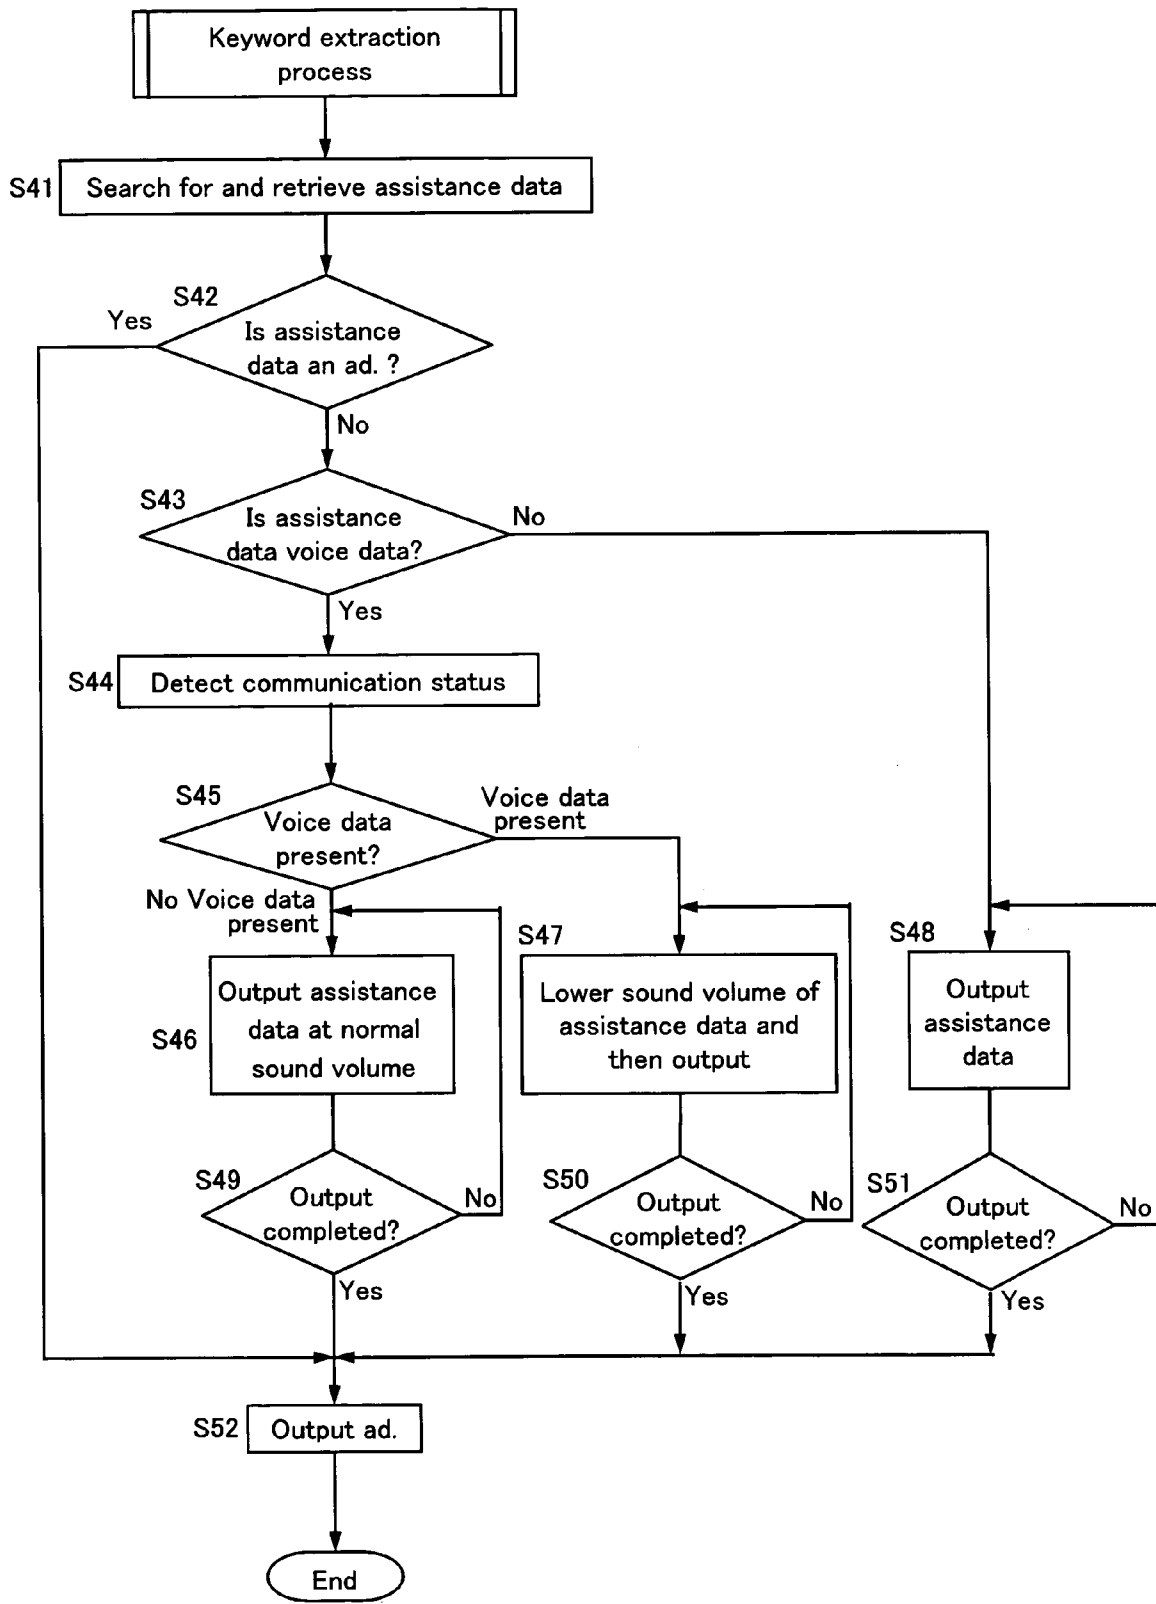 Keyword extraction
process
S41
Search for and retrieve assistance data
S42
Yes
Is assistance
data an ad. ?
No
S43
Is assistance
data voice data?
No
Yes
S44
Detect communication status
S45
Voice data
present?
Voice data
present
No Voice data
present
S46
Output assistance
data at normal
sound volume
S47
Lower sound volume of
assistance data and
then output
S48
Output
assistance
data
S49
Output
completed?
No
Yes
S50
Output
completed?
No
Yes
S51
Output
completed?
No
Yes
S52
Output ad.
End